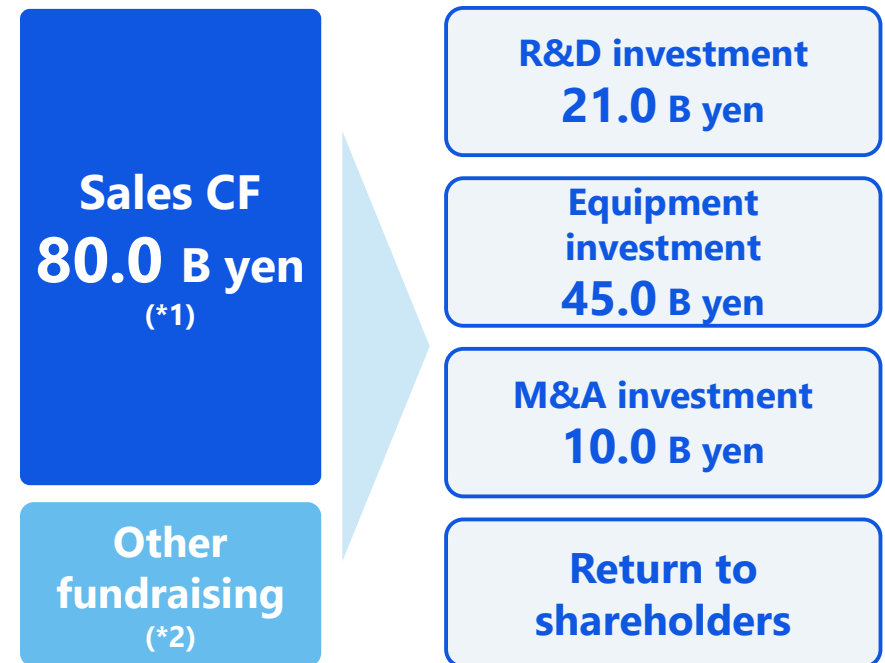 Sales CF
80.0 B yen
(*1)
Other
fundraising
(*2)
R&D investment
21.0 B yen
Equipment
investment
45.0 B yen
M&A investment
10.0 B yen
Return to
shareholders